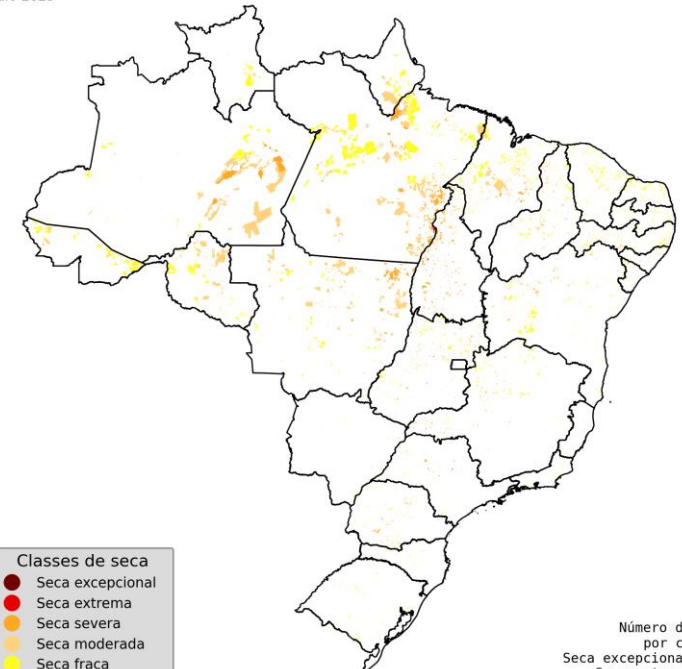 Classes de seca
Seca excepcional
Seca extrema
Seca severa
Seca moderada
Seca fraca
Número d
por c
Seca excepciona